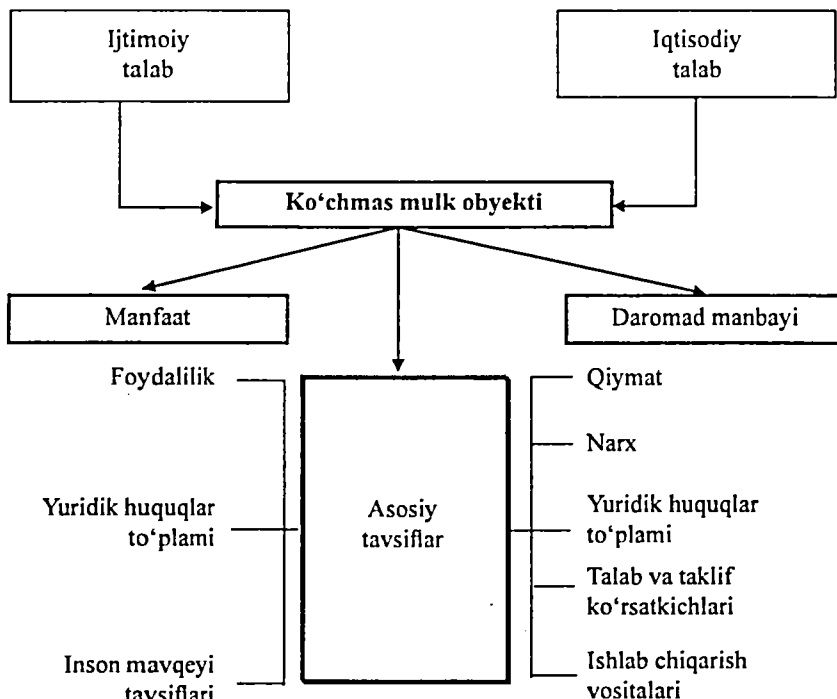 Ijtimoiy
talab
Iqtisodiy
talab
Ko‘chmas mulk obyekti
Manfaat
Daromad manbayi
Foydalilik
Yuridik huquqlar
to‘plami
Inson mavqeyi
tavsiflari
Asosiy
tavsiflar
Qiymat
Narx
Yuridik huquqlar
to‘plami
Talab va taklif
ko‘rsatkichlari
Ishlab chiqarish
vositalari